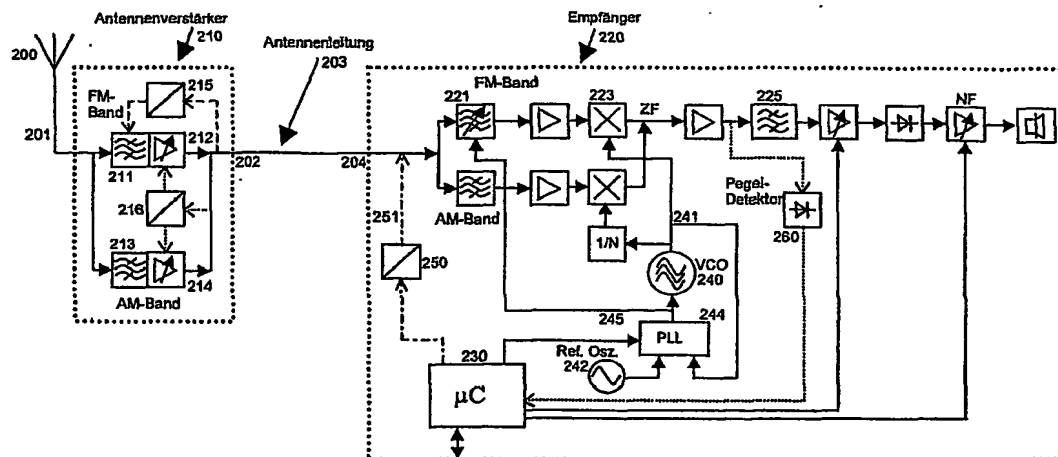 Antennenverstärker
210
Antennenleitung
203
Empfänger
220
200
201
FM-
Band
215
212
211
216
213
214
AM-Band
202
204
FM-Band
221
223
ZF
225
NF
AM-Band
251
250
1/N
241
VCO
240
Pegel-
Detektor
260
245
244
PLL
Ref. Osz.
242
230
µC